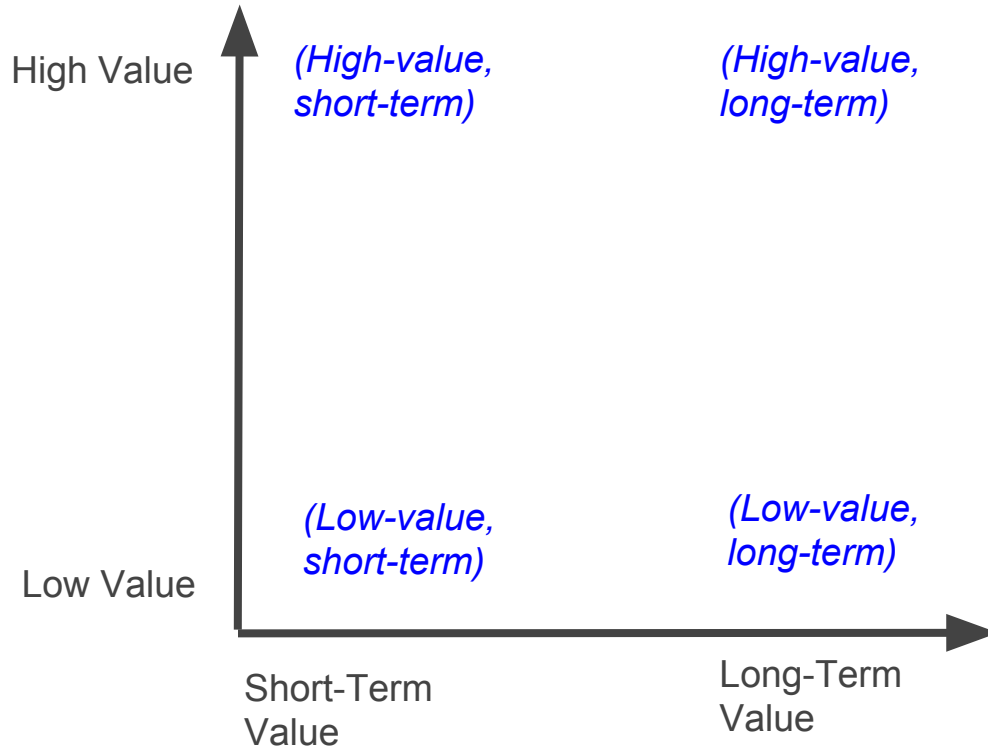 High Value
(High-value,
short-term)
(High-value,
long-term)
(Low-value,
short-term)
(Low-value,
long-term)
Low Value
Short-Term
Value
Long-Term
Value